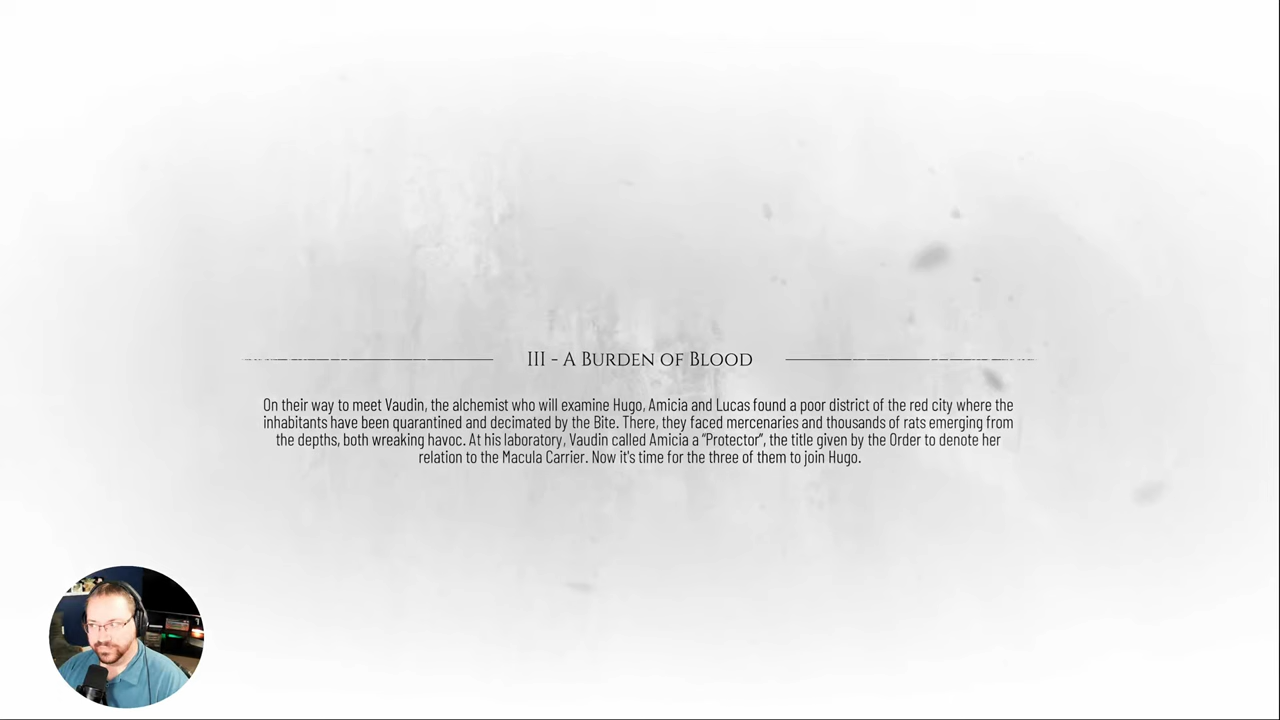 III - A Burden of Blood
On their way to meet Vaudin, the alchemist who will examine Hugo, Amicia and Lucas found a poor district of the red city where the
inhabitants have been quarantined and decimated by the Bite. There, they faced mercenaries and thousands of rats emerging from
the depths, both wreaking havoc. At his laboratory, Vaudin called Amicia a "Protector", the title given by the Order to denote her
relation to the Macula Carrier. Now it's time for the three of them to join Hugo.